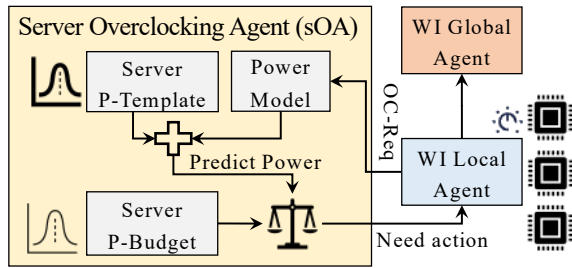 Server Overclocking Agent (sOA)
WI Global
Agent
Server
P-Template
Power
Model
OC-Req
WI Local
Agent
Predict Power
Server
P-Budget
Need action